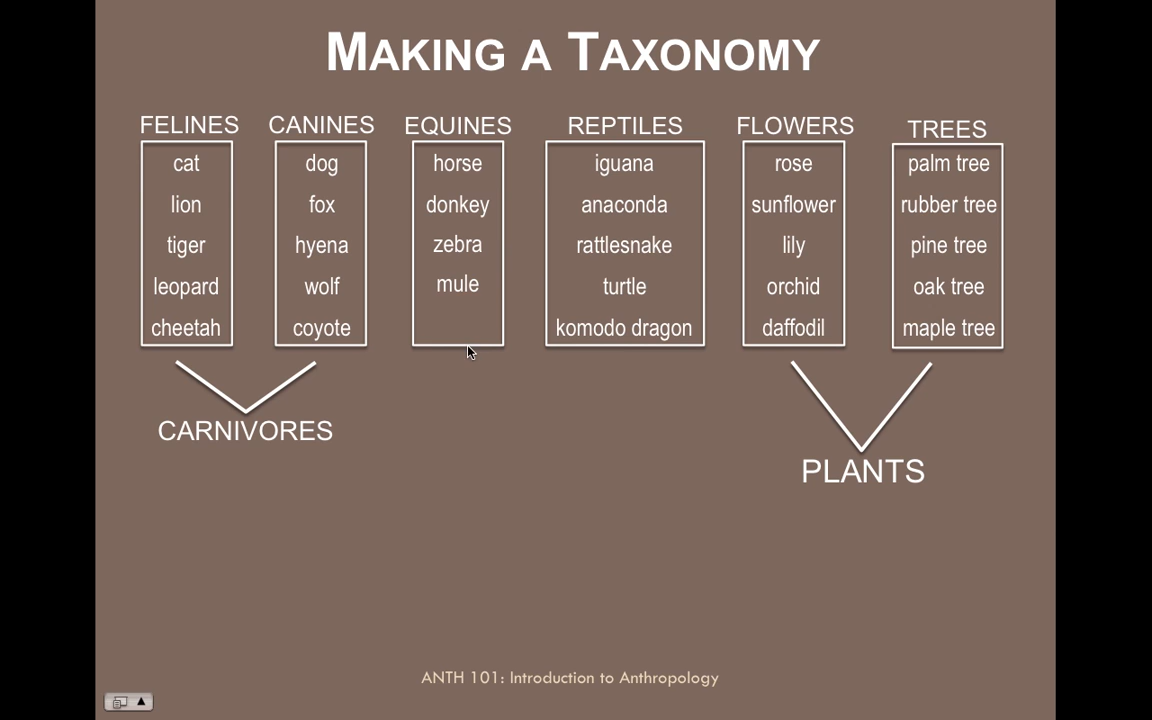 MAKING A TAXONOMY
FELINES
cat
lion
tiger
leopard
cheetah
CANINES
dog
fox
hyena
wolf
coyote
EQUINES
horse
donkey
zebra
mule
REPTILES
iguana
anaconda
rattlesnake
turtle
komodo dragon
FLOWERS
rose
sunflower
lily
orchid
daffodil
TREES
palm tree
rubber tree
pine tree
oak tree
maple tree
CARNIVORES
PLANTS
ANTH 101: Introduction to Anthropology